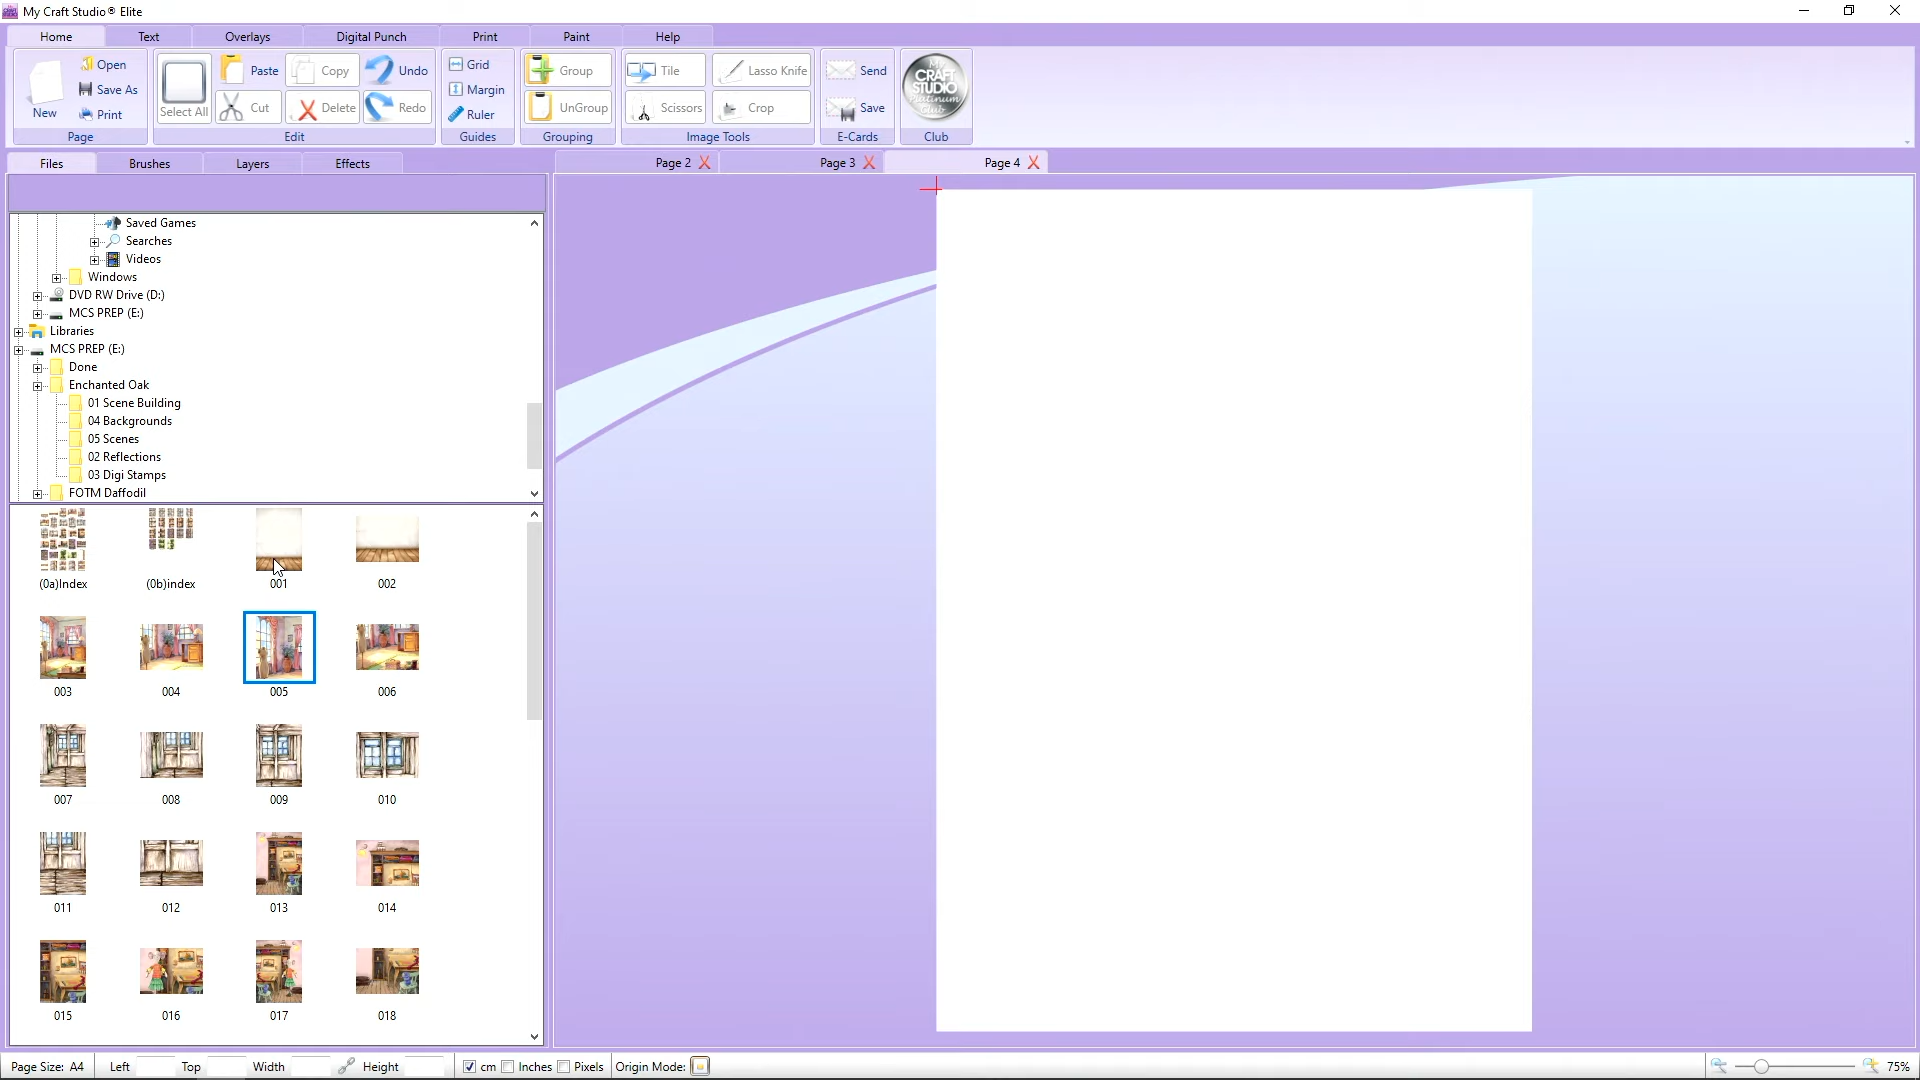 My Craft Studio® Elite
Home Text Overlays Digital Punch Print Paint Help
New Open Save As Print Page
Select All Paste Copy Undo Cut Delete Redo Edit
Grid Margin Ruler Guides
Group UnGroup Grouping
Tile Lasso Knife Scissors Crop Image Tools
Send Save E-Cards
MY CRAFT STUDIO Platinum Club
Club
Files Brushes Layers Effects
Page 2 Page 3 Page 4
Saved Games
Searches
Videos
Windows
DVD RW Drive (D:)
MCS PREP (E:)
Libraries
MCS PREP (E:)
Done
Enchanted Oak
01 Scene Building
04 Backgrounds
05 Scenes
02 Reflections
03 Digi Stamps
FOTM Daffodil
(0a)Index (0b)index 001 002
003 004 005 006
007 008 009 010
011 012 013 014
015 016 017 018
Page Size: A4 Left Top Width Height cm Inches Pixels Origin Mode: 75%